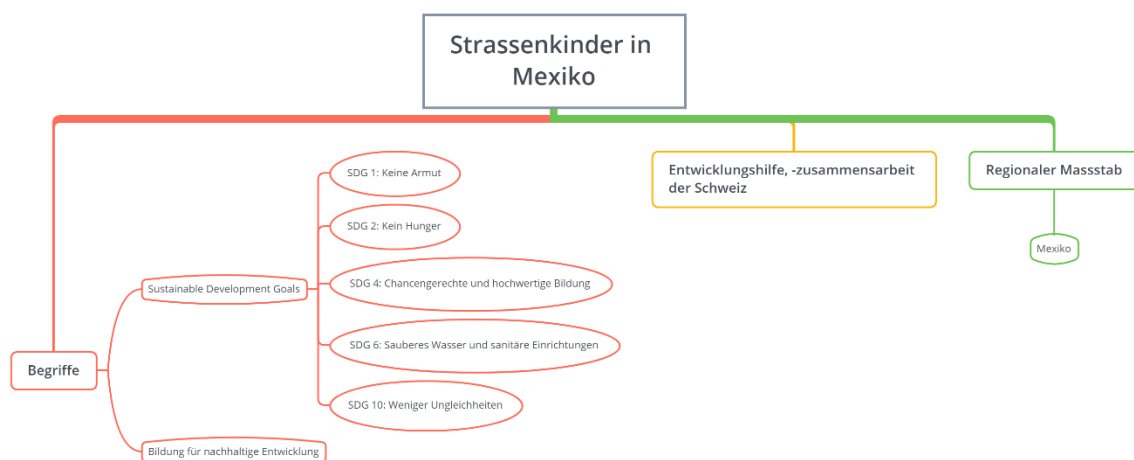 Strassenkinder in
Mexiko
Entwicklungshilfe, -zusammenarbeit
der Schweiz
Regionaler Massstab
Mexiko
SDG 1: Keine Armut
SDG 2: Kein Hunger
Sustainable Development Goals
SDG 4: Chancengerechte und hochwertige Bildung
SDG 6: Sauberes Wasser und sanitäre Einrichtungen
Begriffe
SDG 10: Weniger Ungleichheiten
Bildung für nachhaltige Entwicklung